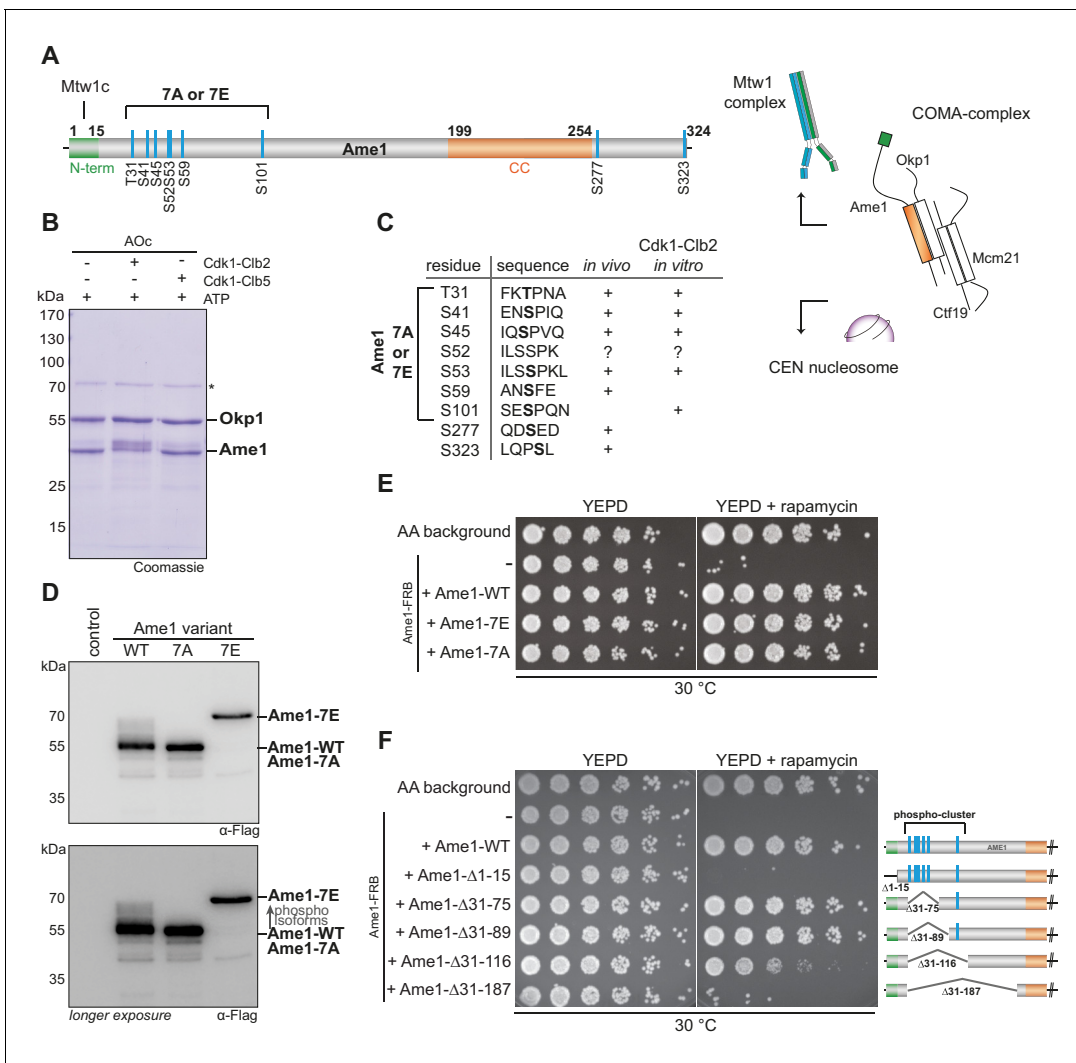 A
Mtw1c
7A or 7E
1 15
199
254
324
Ame1
N-term
CC
T31
S41
S45
S52
S53
S59
S101
S277
S323
Mtw1
complex
COMA-complex
Okp1
Ame1
Mcm21
Ctf19
CEN nucleosome
B
AOc
- + - Cdk1-Clb2
- - + Cdk1-Clb5
+ + + ATP
kDa
170
130
100
70
55
40
35
25
15
*
Okp1
Ame1
Coomassie
C
Cdk1-Clb2
residue sequence in vivo in vitro
T31 FKTPNA + +
S41 ENSPIQ + +
S45 IQSPVQ + +
S52 ILSSPK ? ?
S53 ILSSPKL + +
S59 ANSFE +
S101 SESPQN +
S277 QDSED +
S323 LQPSL +
Ame1
7A
or
7E
D
control
Ame1 variant
WT 7A 7E
kDa
70
55
35
Ame1-7E
Ame1-WT
Ame1-7A
α-Flag
kDa
70
55
35
Ame1-7E
phospho
Isoforms
Ame1-WT
Ame1-7A
longer exposure
α-Flag
E
YEPD
YEPD + rapamycin
AA background
-
+ Ame1-WT
+ Ame1-7E
+ Ame1-7A
Ame1-FRB
30 °C
F
YEPD
YEPD + rapamycin
AA background
-
+ Ame1-WT
+ Ame1-Δ1-15
+ Ame1-Δ31-75
+ Ame1-Δ31-89
+ Ame1-Δ31-116
+ Ame1-Δ31-187
Ame1-FRB
30 °C
phospho-cluster
AME1
Δ1-15
Δ31-75
Δ31-89
Δ31-116
Δ31-187